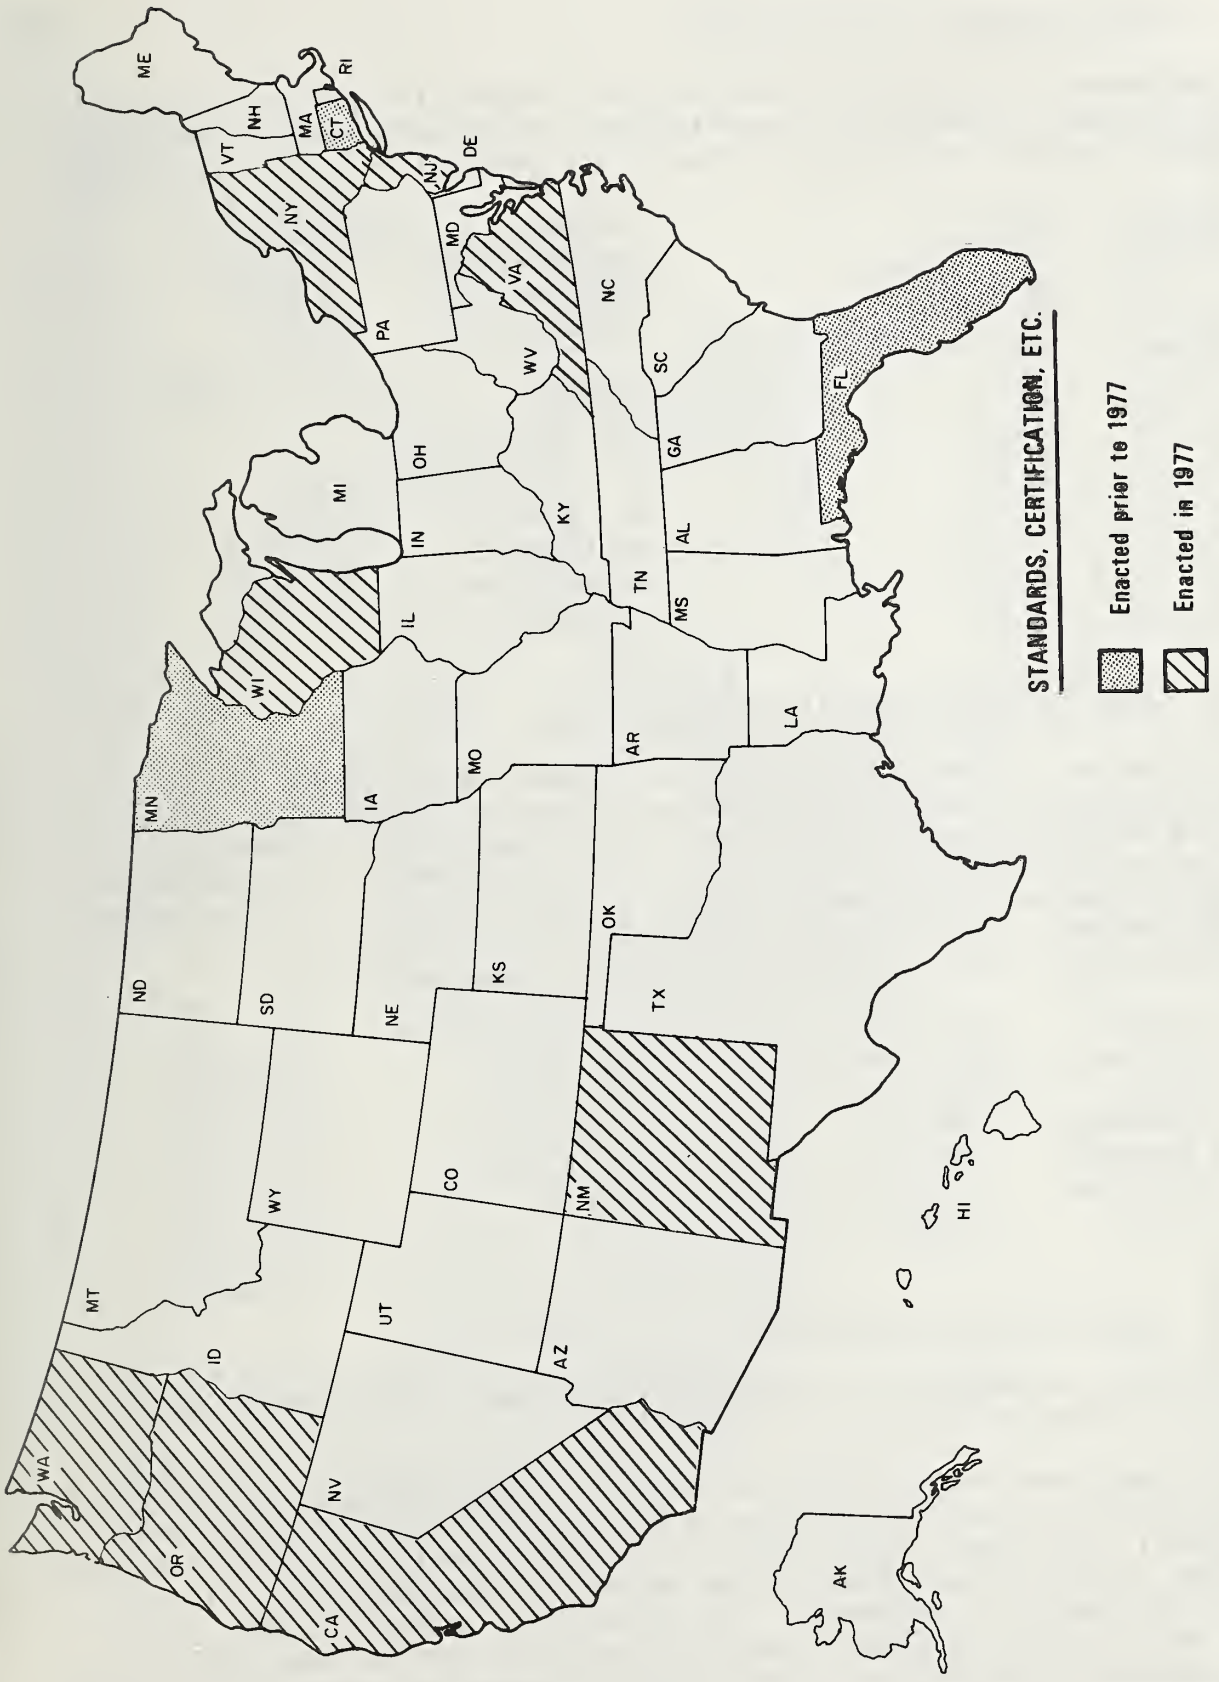 WA
OR
CA
NV
ID
MT
WY
UT
AZ
CO
NM
ND
SD
NE
KS
OK
TX
MN
IA
MO
AR
LA
WI
IL
MI
IN
OH
KY
TN
MS
AL
GA
FL
SC
NC
VA
WV
PA
NY
VT
NH
ME
MA
RI
CT
NJ
DE
MD
AK
HI
STANDARDS, CERTIFICATION, ETC.
Enacted prior to 1977
Enacted in 1977